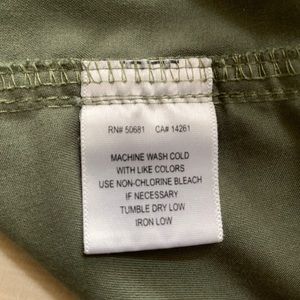 RN# 50681 CA# 14261
MACHINE WASH COLD
WITH LIKE COLORS
USE NON-CHLORINE BLEACH
IF NECESSARY
TUMBLE DRY LOW
IRON LOW